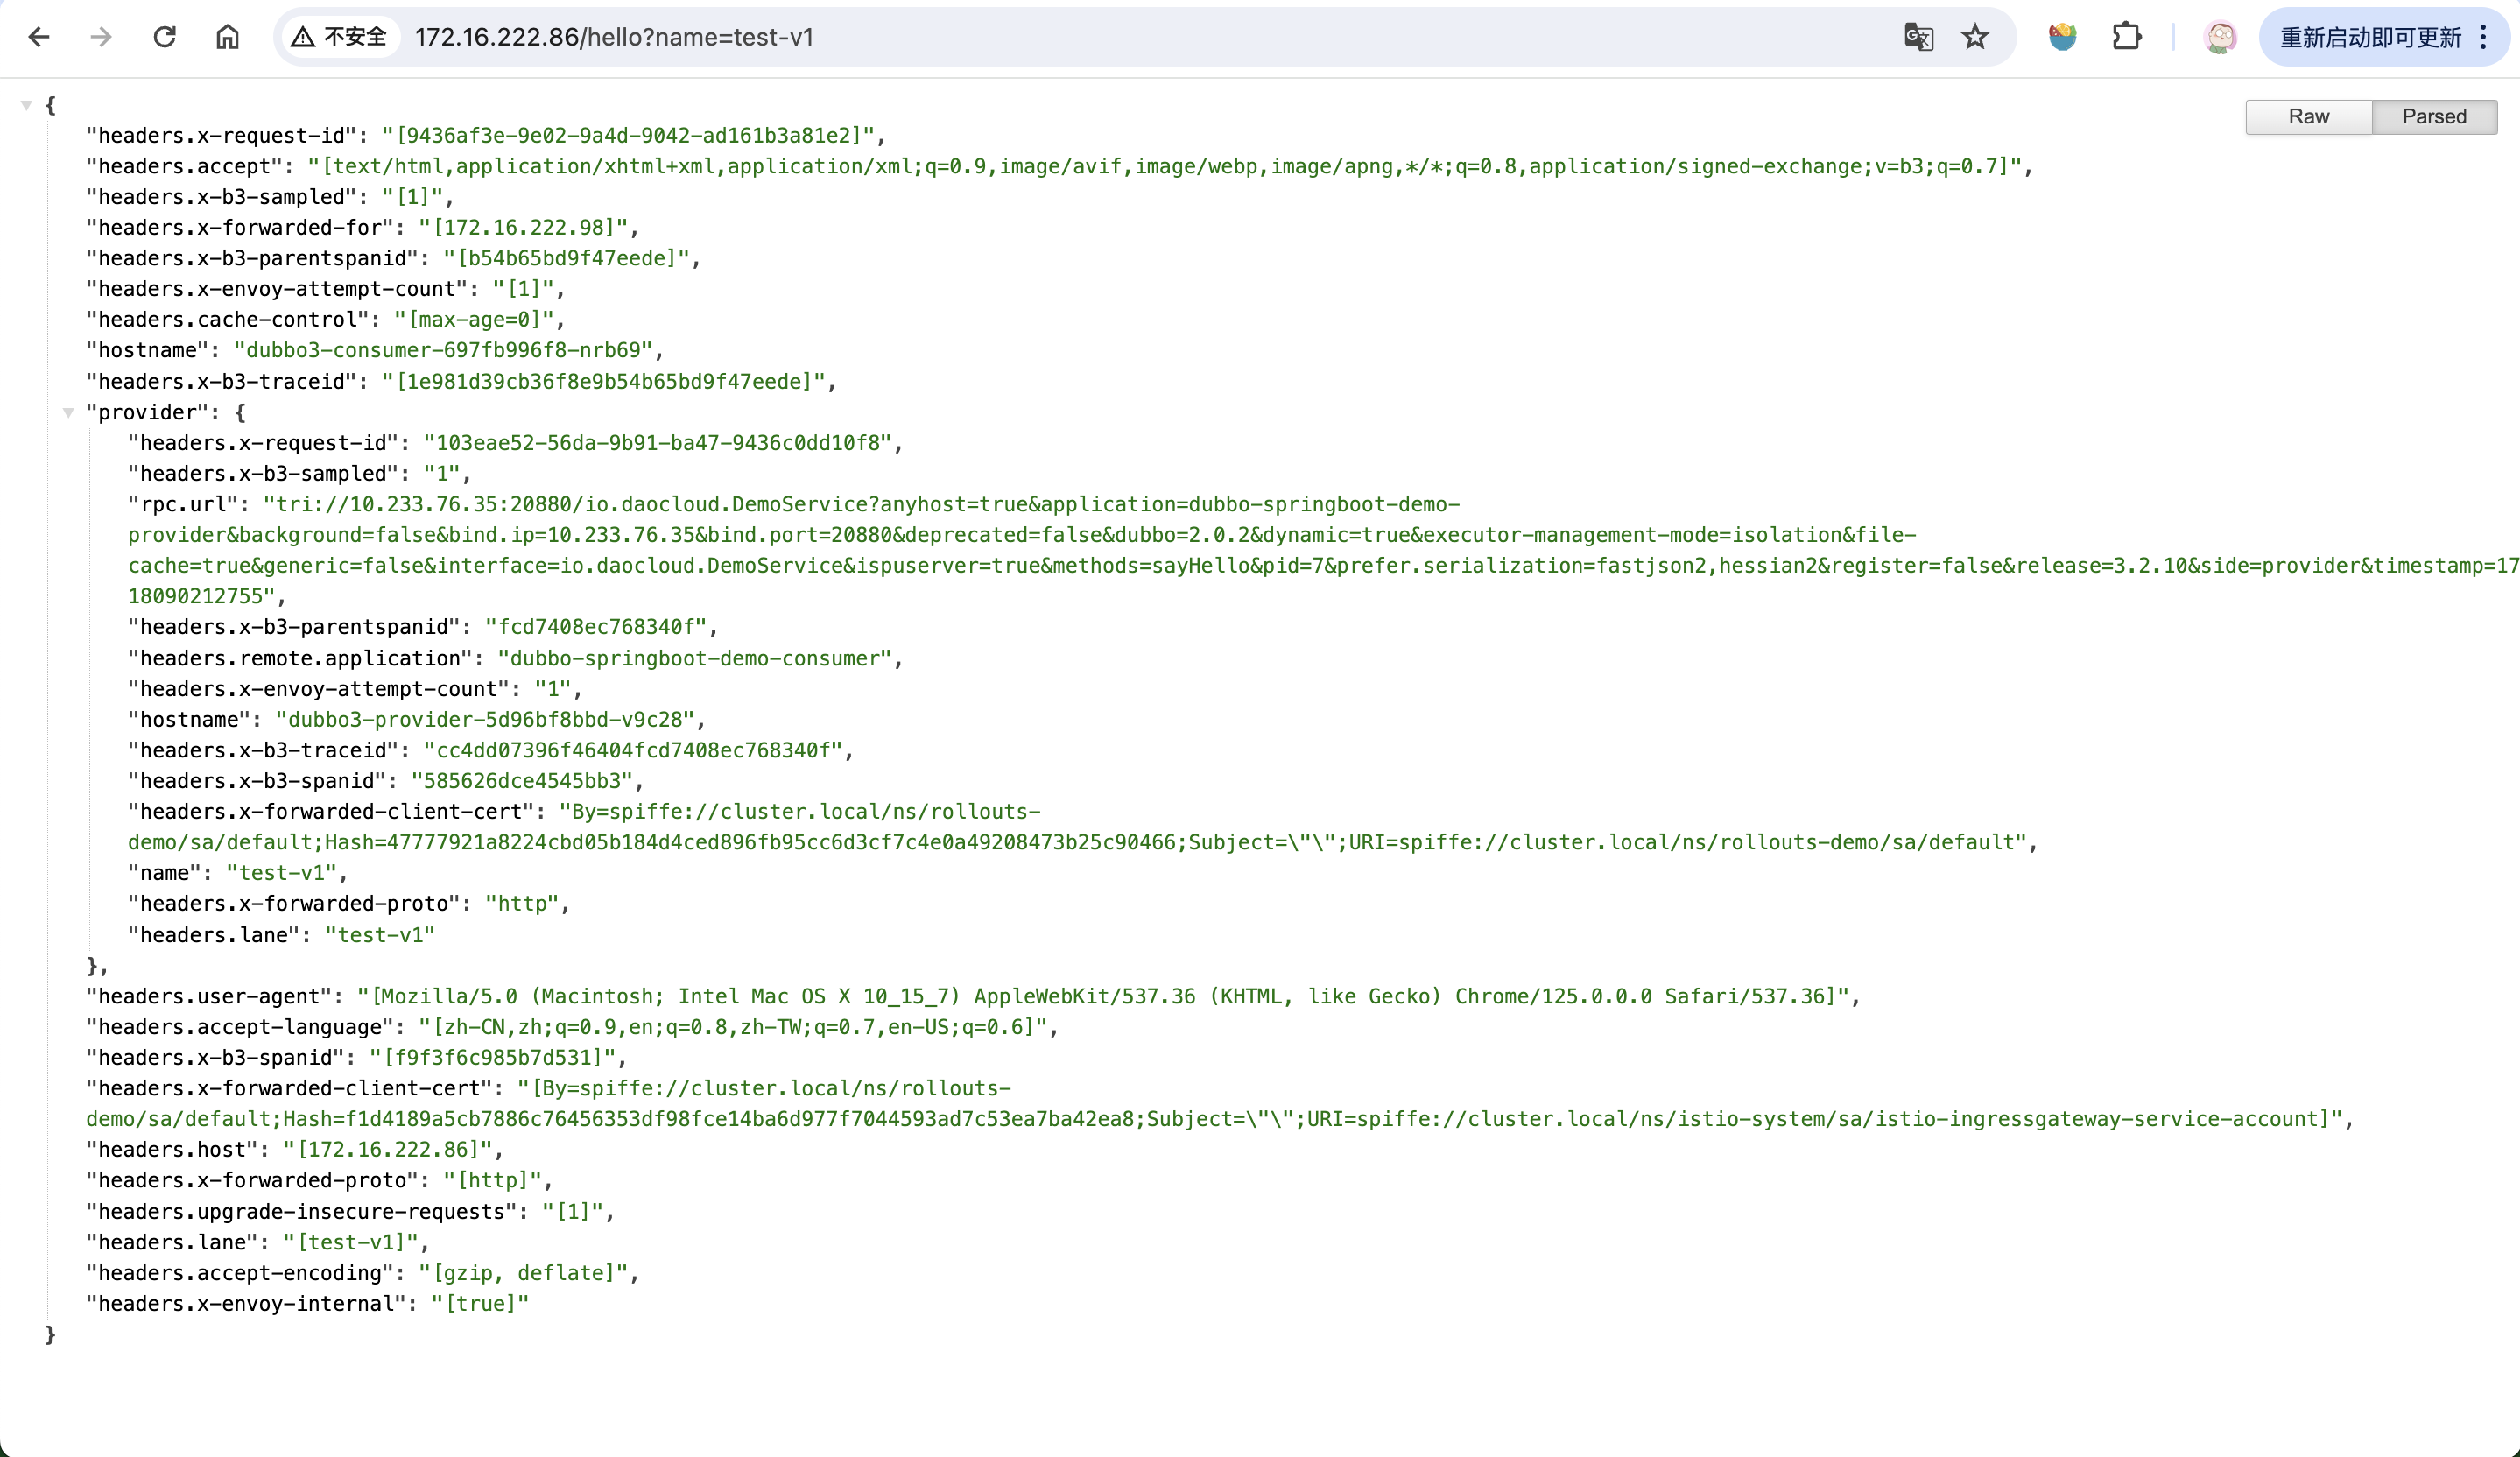 不安全 172.16.222.86/hello?name=test-v1 重新启动即可更新
Raw Parsed
{
"headers.x-request-id": "[9436af3e-9e02-9a4d-9042-ad161b3a81e2]",
"headers.accept": "[text/html,application/xhtml+xml,application/xml;q=0.9,image/avif,image/webp,image/apng,*/*;q=0.8,application/signed-exchange;v=b3;q=0.7]",
"headers.x-b3-sampled": "[1]",
"headers.x-forwarded-for": "[172.16.222.98]",
"headers.x-b3-parentspanid": "[b54b65bd9f47eede]",
"headers.x-envoy-attempt-count": "[1]",
"headers.cache-control": "[max-age=0]",
"hostname": "dubbo3-consumer-697fb996f8-nrb69",
"headers.x-b3-traceid": "[1e981d39cb36f8e9b54b65bd9f47eede]",
"provider": {
"headers.x-request-id": "103eae52-56da-9b91-ba47-9436c0dd10f8",
"headers.x-b3-sampled": "1",
"rpc.url": "tri://10.233.76.35:20880/io.daocloud.DemoService?anyhost=true&application=dubbo-springboot-demo-
provider&background=false&bind.ip=10.233.76.35&bind.port=20880&deprecated=false&dubbo=2.0.2&dynamic=true&executor-management-mode=isolation&file-
cache=true&generic=false&interface=io.daocloud.DemoService&ispuserver=true&methods=sayHello&pid=7&prefer.serialization=fastjson2,hessian2&register=false&release=3.2.10&side=provider&timestamp=17
18090212755",
"headers.x-b3-parentspanid": "fcd7408ec768340f",
"headers.remote.application": "dubbo-springboot-demo-consumer",
"headers.x-envoy-attempt-count": "1",
"hostname": "dubbo3-provider-5d96bf8bbd-v9c28",
"headers.x-b3-traceid": "cc4dd07396f46404fcd7408ec768340f",
"headers.x-b3-spanid": "585626dce4545bb3",
"headers.x-forwarded-client-cert": "By=spiffe://cluster.local/ns/rollouts-
demo/sa/default;Hash=47777921a8224cbd05b184d4ced896fb95cc6d3cf7c4e0a49208473b25c90466;Subject=\"\";URI=spiffe://cluster.local/ns/rollouts-demo/sa/default",
"name": "test-v1",
"headers.x-forwarded-proto": "http",
"headers.lane": "test-v1"
},
"headers.user-agent": "[Mozilla/5.0 (Macintosh; Intel Mac OS X 10_15_7) AppleWebKit/537.36 (KHTML, like Gecko) Chrome/125.0.0.0 Safari/537.36]",
"headers.accept-language": "[zh-CN,zh;q=0.9,en;q=0.8,zh-TW;q=0.7,en-US;q=0.6]",
"headers.x-b3-spanid": "[f9f3f6c985b7d531]",
"headers.x-forwarded-client-cert": "[By=spiffe://cluster.local/ns/rollouts-
demo/sa/default;Hash=f1d4189a5cb7886c76456353df98fce14ba6d977f7044593ad7c53ea7ba42ea8;Subject=\"\";URI=spiffe://cluster.local/ns/istio-system/sa/istio-ingressgateway-service-account]",
"headers.host": "[172.16.222.86]",
"headers.x-forwarded-proto": "[http]",
"headers.upgrade-insecure-requests": "[1]",
"headers.lane": "[test-v1]",
"headers.accept-encoding": "[gzip, deflate]",
"headers.x-envoy-internal": "[true]"
}